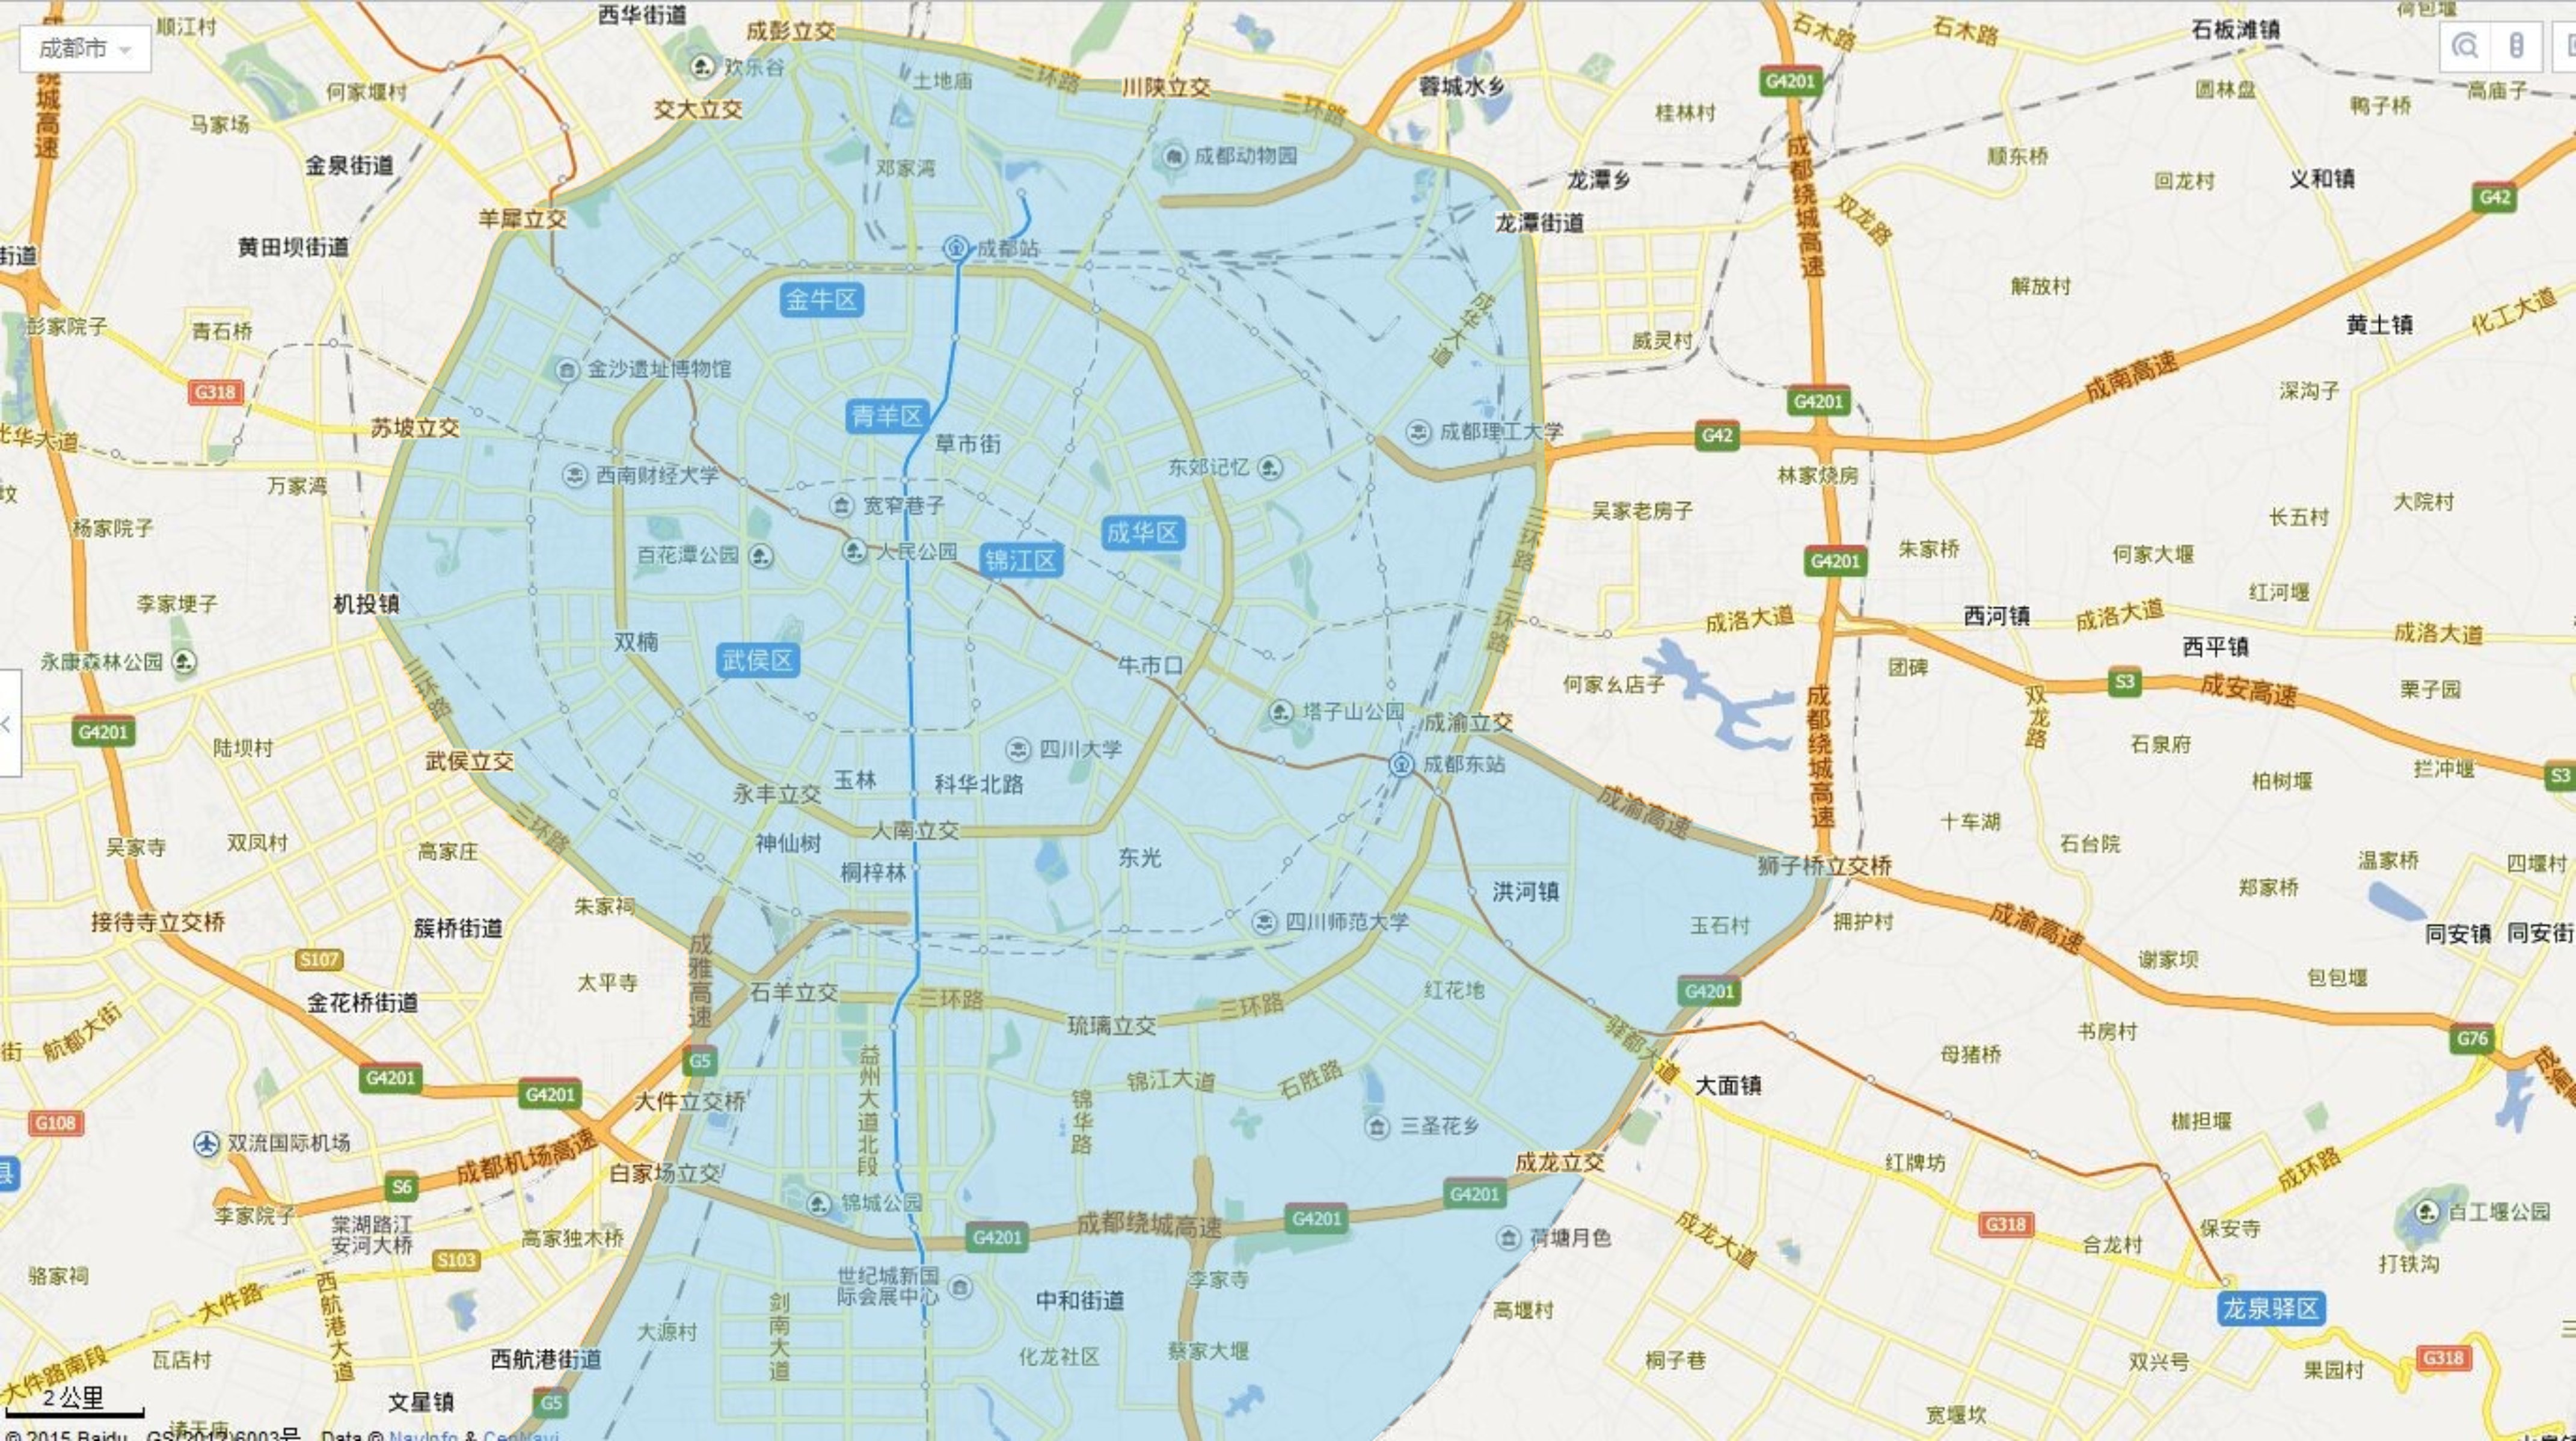 西华街道
成彭立交
石木路
石木路
石板滩镇
荷包堰
顺江村
成都市
欢乐谷
土地庙
三环路
川陕立交
三环路
蓉城水乡
G4201
圆林盘
高庙子
鸭子桥
绕城高速
何家堰村
交大立交
桂林村
马家场
金泉街道
邓家湾
成都动物园
龙潭乡
成都绕城高速
顺东桥
回龙村
义和镇
G42
羊犀立交
龙潭街道
双龙路
黄田坝街道
成都站
街道
金牛区
解放村
成华大道
彭家院子
青石桥
威灵村
黄土镇
化工大道
金沙遗址博物馆
G318
成南高速
深沟子
青羊区
G4201
苏坡立交
光华大道
草市街
成都理工大学
G42
西南财经大学
东郊记忆
林家烧房
万家湾
坟
宽窄巷子
吴家老房子
大院村
长五村
杨家院子
成华区
三环路
百花潭公园
人民公园
锦江区
G4201
朱家桥
何家大堰
红河堰
李家埂子
机投镇
三环路
成洛大道
西河镇
成洛大道
成洛大道
双楠
武侯区
西平镇
永康森林公园
牛市口
团碑
何家幺店子
S3
成安高速
栗子园
三环路
塔子山公园
成渝立交
成都绕城高速
双龙路
G4201
陆坝村
四川大学
石泉府
武侯立交
成都东站
拦冲堰
S3
玉林
科华北路
柏树堰
永丰立交
成渝高速
三环路
人南立交
十车湖
吴家寺
双凤村
高家庄
神仙树
石台院
东光
狮子桥立交桥
温家桥
四堰村
桐梓林
洪河镇
郑家桥
朱家祠
接待寺立交桥
簇桥街道
四川师范大学
玉石村
拥护村
成渝高速
同安镇
同安街
S107
成雅高速
谢家坝
太平寺
石羊立交
三环路
三环路
红花地
G4201
包包堰
金花桥街道
琉璃立交
驿都大道
书房村
G76
航都大街
街
益州大道北段
母猪桥
成渝
G5
G4201
G4201
锦江大道
石胜路
大面镇
大件立交桥
锦华路
G108
三圣花乡
枷担堰
双流国际机场
成都机场高速
白家场立交
成龙立交
红牌坊
成环路
县
S6
锦城公园
G4201
李家院子
成都绕城高速
G4201
G4201
棠湖路江
安河大桥
高家独木桥
荷塘月色
成龙大道
G318
保安寺
百工堰公园
合龙村
S103
打铁沟
骆家祠
世纪城新国
际会展中心
李家寺
西航港大道
大件路
剑南大道
中和街道
高堰村
龙泉驿区
三
大源村
瓦店村
西航港街道
化龙社区
蔡家大堰
桐子巷
双兴号
果园村
G318
大件路南段
2公里
文星镇
G5
宽堰坎
诸天庙
© 2015 Baidu - GS(2012)6003号 - Data © NavInfo & CenNavi